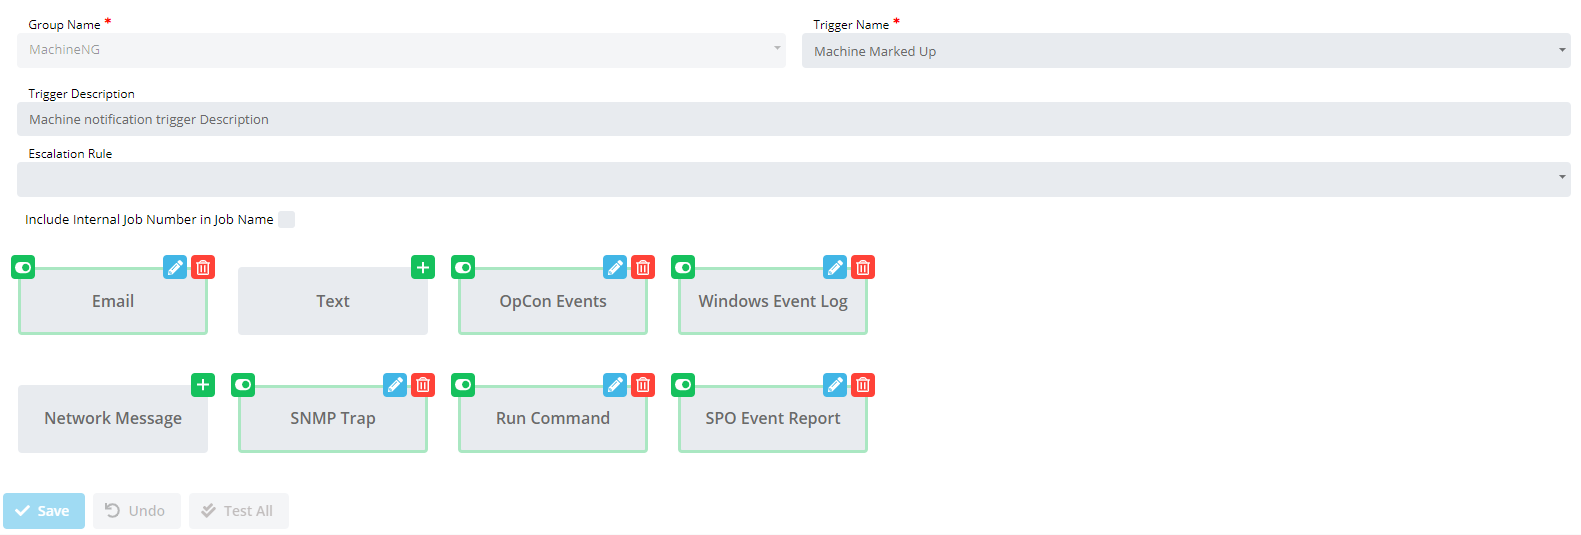 Group Name *
Trigger Name *
MachineNG
Machine Marked Up
Trigger Description
Machine notification trigger Description
Escalation Rule
Include Internal Job Number in Job Name
Email
Text
OpCon Events
Windows Event Log
Network Message
SNMP Trap
Run Command
SPO Event Report
Save
Undo
Test All